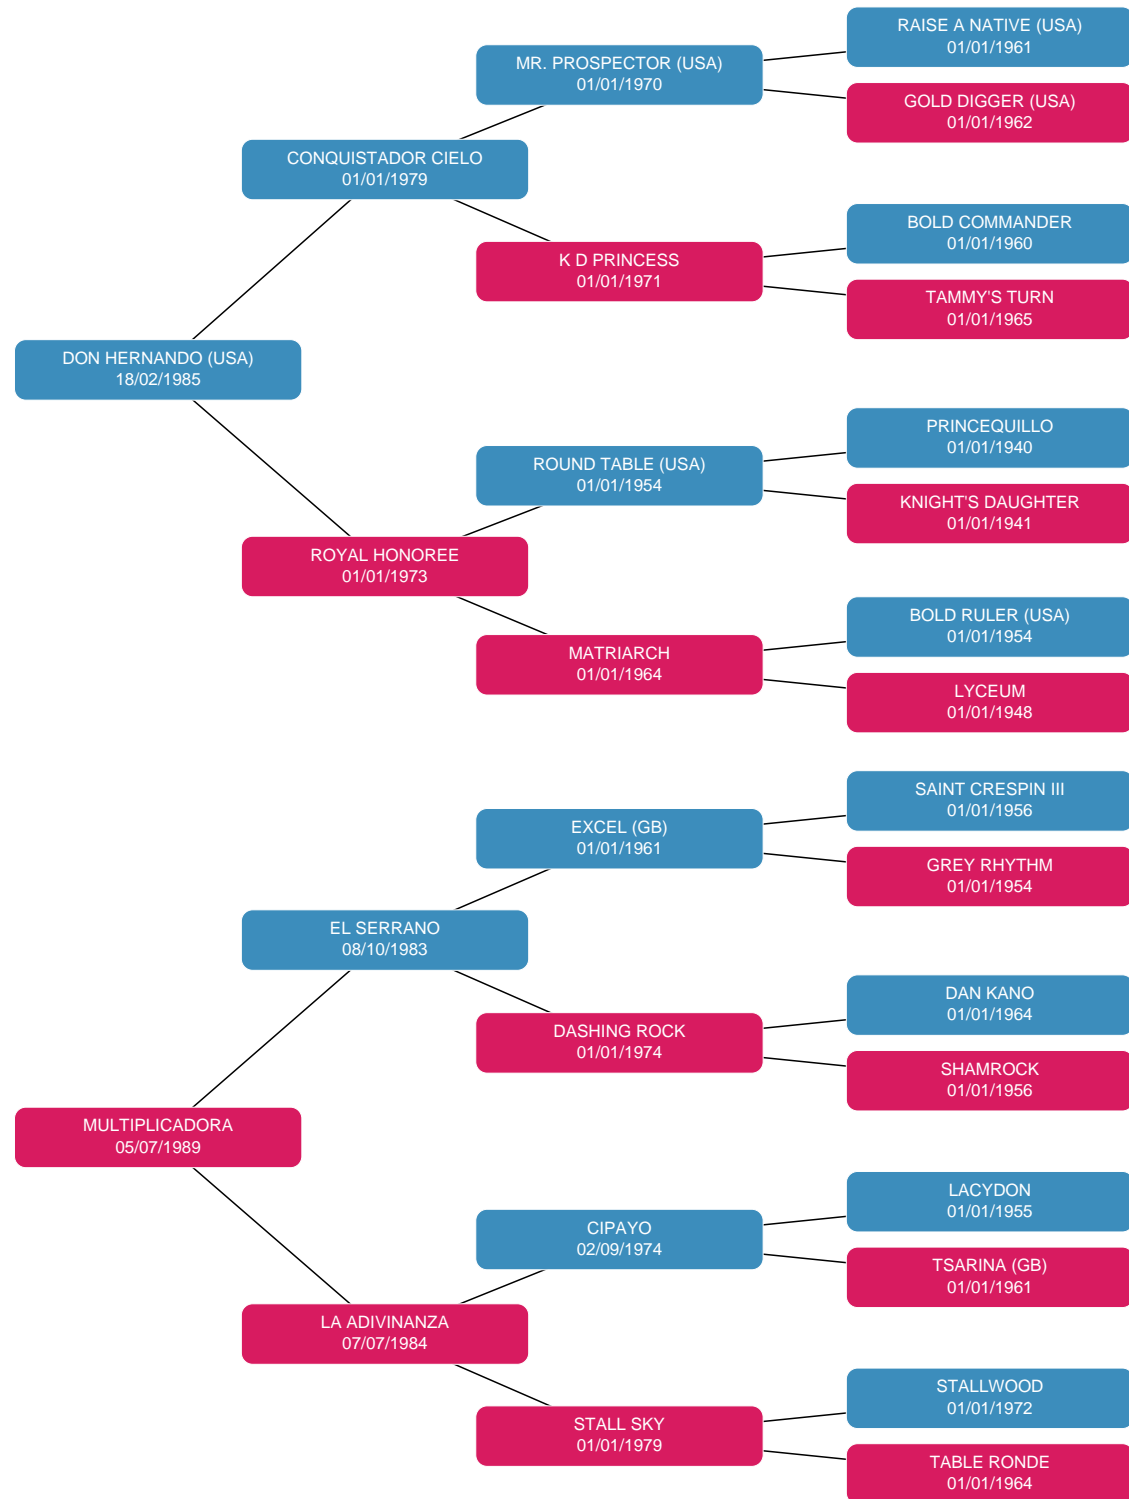 RAISE A NATIVE (USA)
01/01/1961
MR. PROSPECTOR (USA)
01/01/1970
GOLD DIGGER (USA)
01/01/1962
CONQUISTADOR CIELO
01/01/1979
BOLD COMMANDER
01/01/1960
K D PRINCESS
01/01/1971
TAMMY'S TURN
01/01/1965
DON HERNANDO (USA)
18/02/1985
PRINCEQUILLO
01/01/1940
ROUND TABLE (USA)
01/01/1954
KNIGHT'S DAUGHTER
01/01/1941
ROYAL HONOREE
01/01/1973
BOLD RULER (USA)
01/01/1954
MATRIARCH
01/01/1964
LYCEUM
01/01/1948
SAINT CRESPIN III
01/01/1956
EXCEL (GB)
01/01/1961
GREY RHYTHM
01/01/1954
EL SERRANO
08/10/1983
DAN KANO
01/01/1964
DASHING ROCK
01/01/1974
SHAMROCK
01/01/1956
MULTIPLICADORA
05/07/1989
LACYDON
01/01/1955
CIPAYO
02/09/1974
TSARINA (GB)
01/01/1961
LA ADIVINANZA
07/07/1984
STALLWOOD
01/01/1972
STALL SKY
01/01/1979
TABLE RONDE
01/01/1964